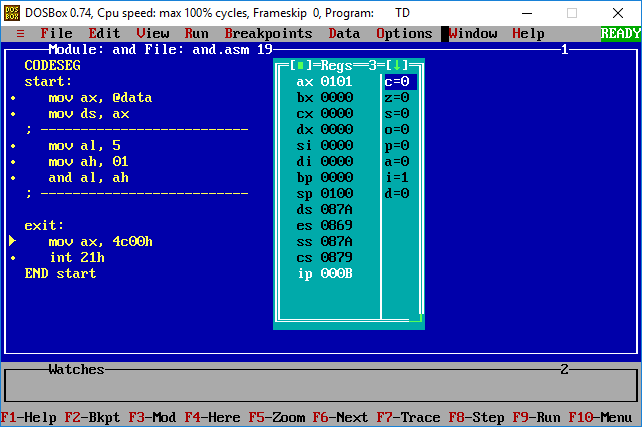 DOSBox 0.74, Cpu speed: max 100% cycles, Frameskip 0, Program: TD
≡ File Edit View Run Breakpoints Data Options Window Help READY
Module: and File: and.asm 19 1
CODESEG
start:
mov ax, @data
mov ds, ax
; --------------------------
mov al, 5
mov ah, 01
and al, ah
; --------------------------
exit:
mov ax, 4c00h
int 21h
END start
[■]=Regs=3=[↓]
ax 0101 c=0
bx 0000 z=0
cx 0000 s=0
dx 0000 o=0
si 0000 p=0
di 0000 a=0
bp 0000 i=1
sp 0100 d=0
ds 087A
es 0869
ss 087A
cs 0879
ip 000B
Watches 2
F1-Help F2-Bkpt F3-Mod F4-Here F5-Zoom F6-Next F7-Trace F8-Step F9-Run F10-Menu